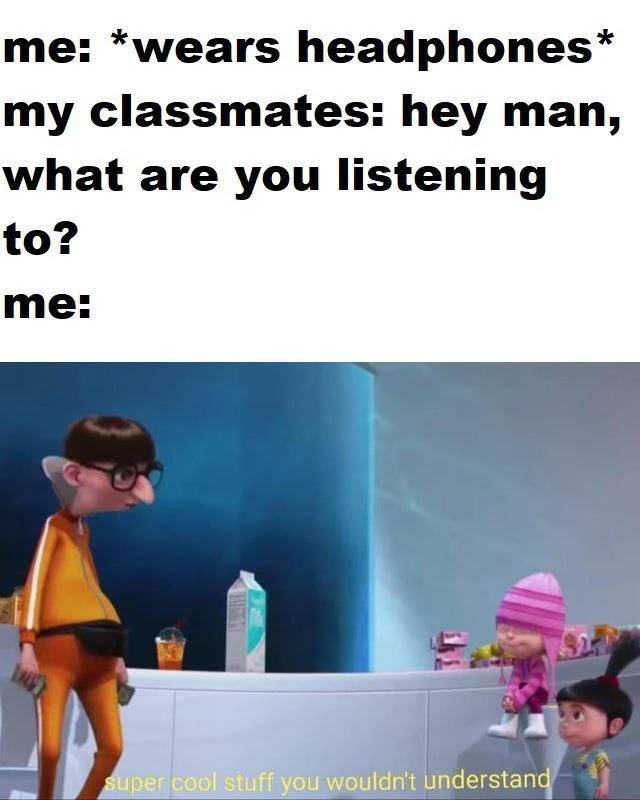 me: *wears headphones*
my classmates: hey man,
what are you listening
to?
me:
super cool stuff you wouldn't understand